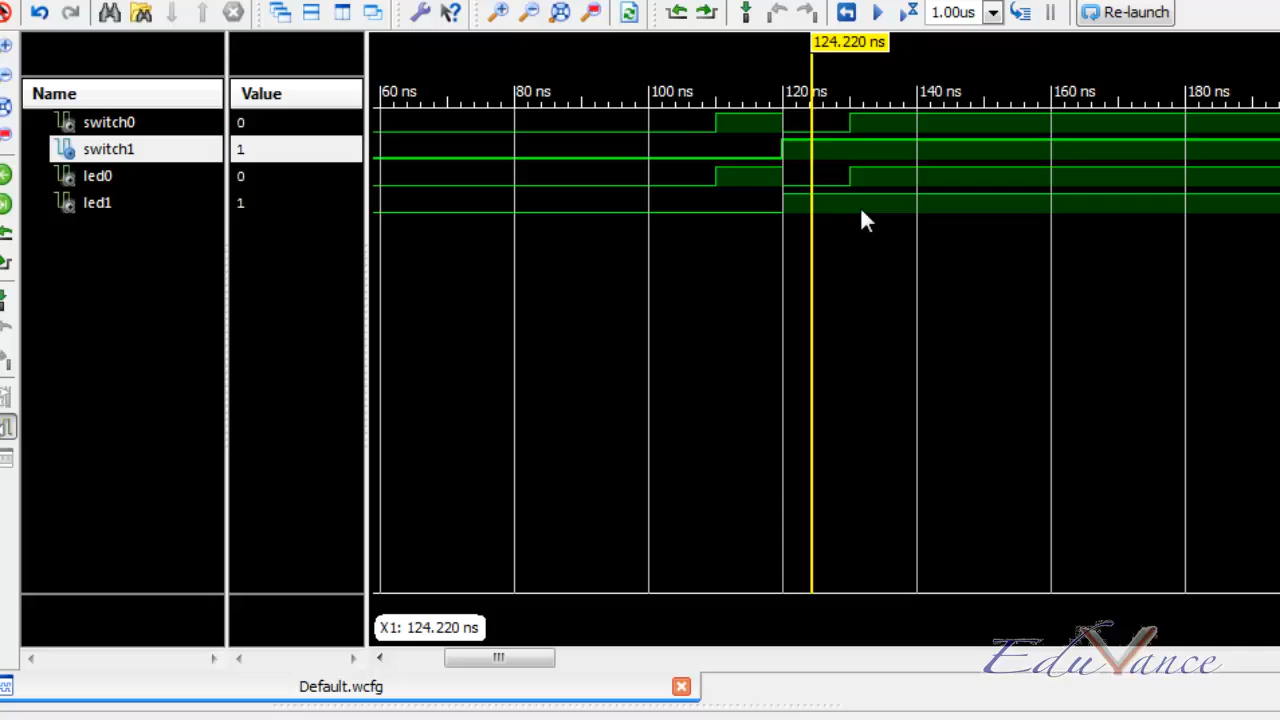 1.00us
Re-launch
124.220 ns
Name
Value
60 ns
80 ns
100 ns
120 ns
140 ns
160 ns
180 ns
switch0
0
switch1
1
led0
0
led1
1
X1: 124.220 ns
Default.wcfg
EduVance